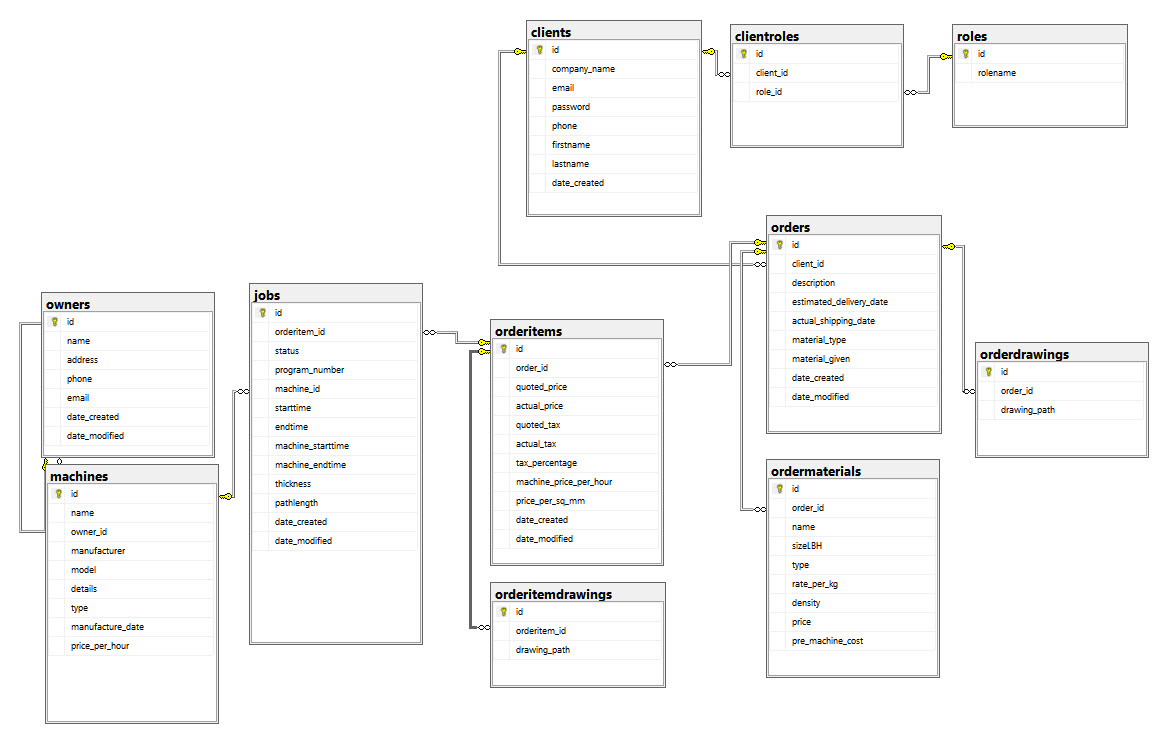 clients
id
company_name
email
password
phone
firstname
lastname
date_created
clientroles
id
client_id
role_id
roles
id
rolename
orders
id
client_id
description
estimated_delivery_date
actual_shipping_date
material_type
material_given
date_created
date_modified
owners
id
name
address
phone
email
date_created
date_modified
jobs
id
orderitem_id
status
program_number
machine_id
starttime
endtime
machine_starttime
machine_endtime
thickness
pathlength
date_created
date_modified
orderitems
id
order_id
quoted_price
actual_price
quoted_tax
actual_tax
tax_percentage
machine_price_per_hour
price_per_sq_mm
date_created
date_modified
orderdrawings
id
order_id
drawing_path
machines
id
name
owner_id
manufacturer
model
details
type
manufacture_date
price_per_hour
ordermaterials
id
order_id
name
sizeLBH
type
rate_per_kg
density
price
pre_machine_cost
orderitemdrawings
id
orderitem_id
drawing_path